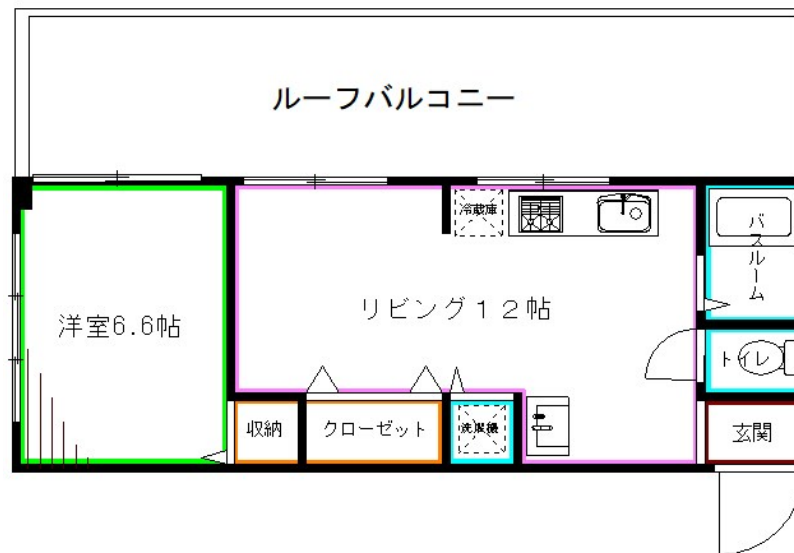 ルーフバルコニー
冷蔵庫
バスルーム
リビング12帖
洋室6.6帖
トイレ
収納
クローゼット
洗濯機
玄関